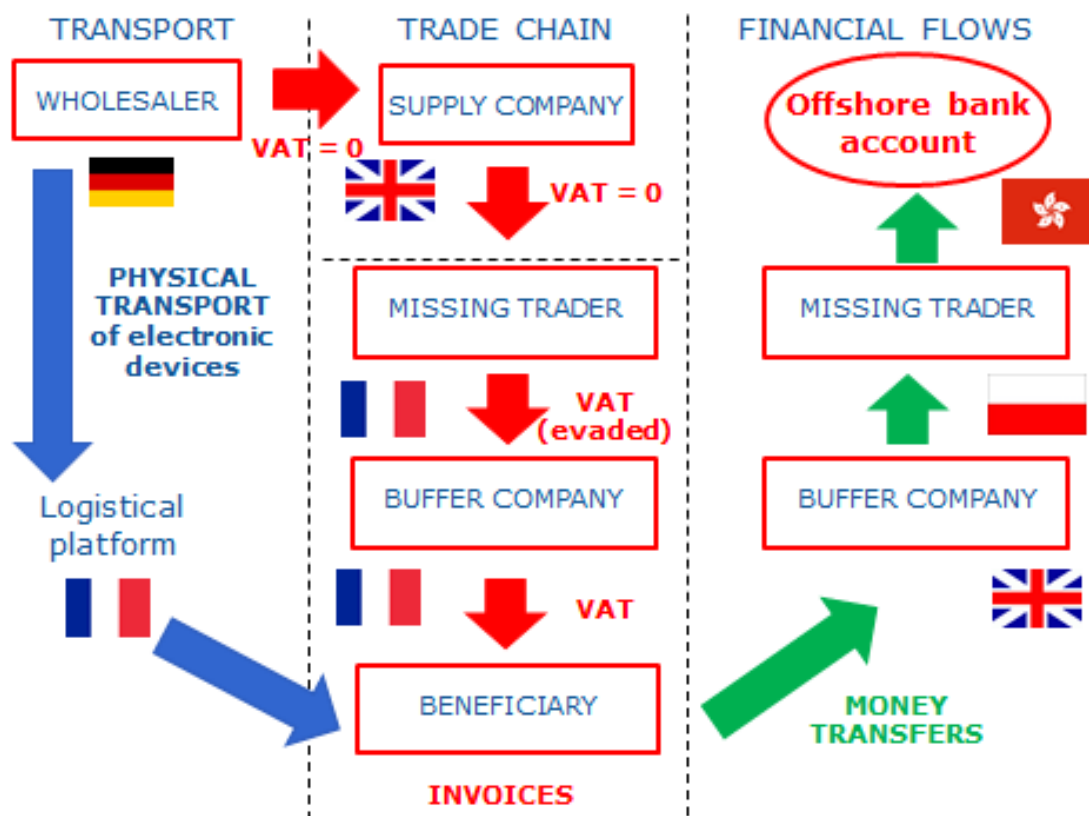 TRANSPORT
WHOLESALER
VAT = 0
PHYSICAL
TRANSPORT
of electronic
devices
Logistical
platform
TRADE CHAIN
SUPPLY COMPANY
VAT = 0
MISSING TRADER
VAT
(evaded)
BUFFER COMPANY
VAT
BENEFICIARY
INVOICES
FINANCIAL FLOWS
Offshore bank
account
MISSING TRADER
BUFFER COMPANY
MONEY
TRANSFERS